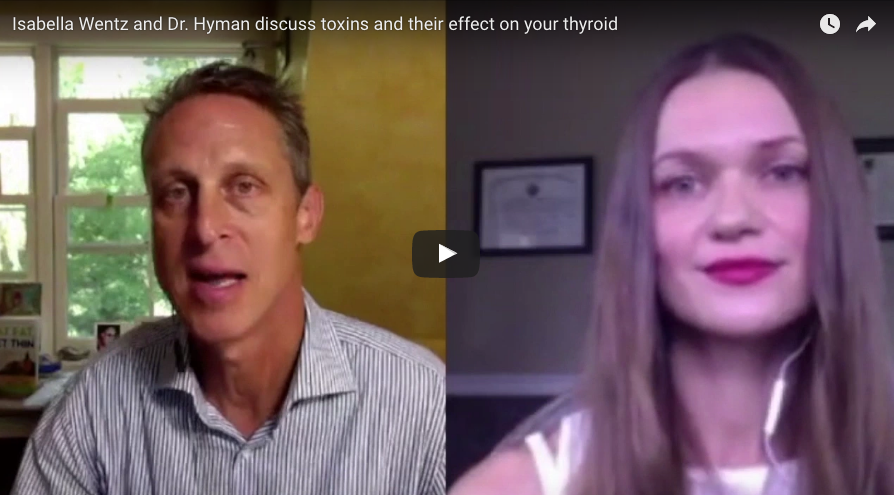 Isabella Wentz and Dr. Hyman discuss toxins and their effect on your thyroid